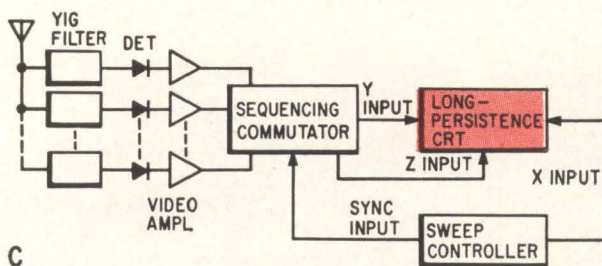 YIG
FILTER
DET
VIDEO
AMPL
SEQUENCING
COMMUTATOR
Y
INPUT
LONG-
PERSISTENCE
CRT
Z INPUT
X INPUT
SYNC
INPUT
SWEEP
CONTROLLER
C